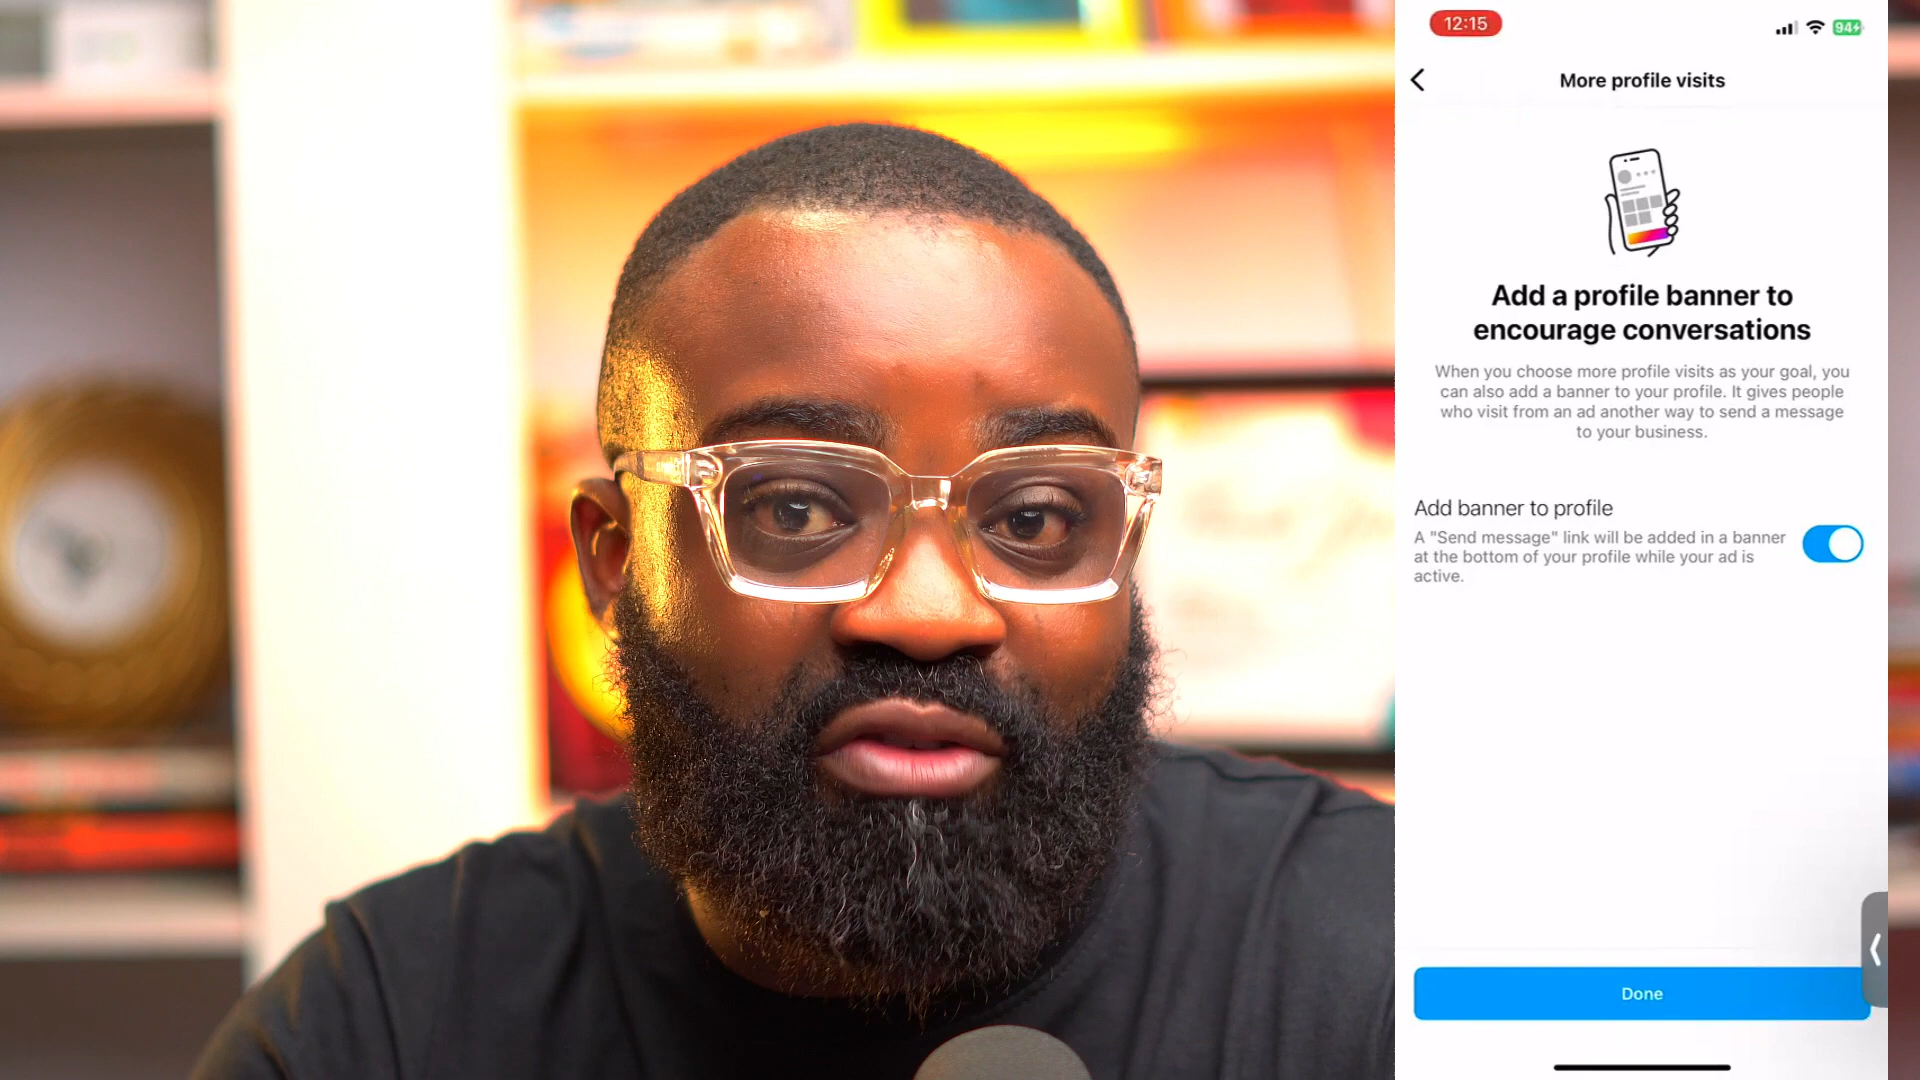 12:15
94
More profile visits
Add a profile banner to
encourage conversations
When you choose more profile visits as your goal, you
can also add a banner to your profile. It gives people
who visit from an ad another way to send a message
to your business.
Add banner to profile
A "Send message" link will be added in a banner
at the bottom of your profile while your ad is
active.
Done